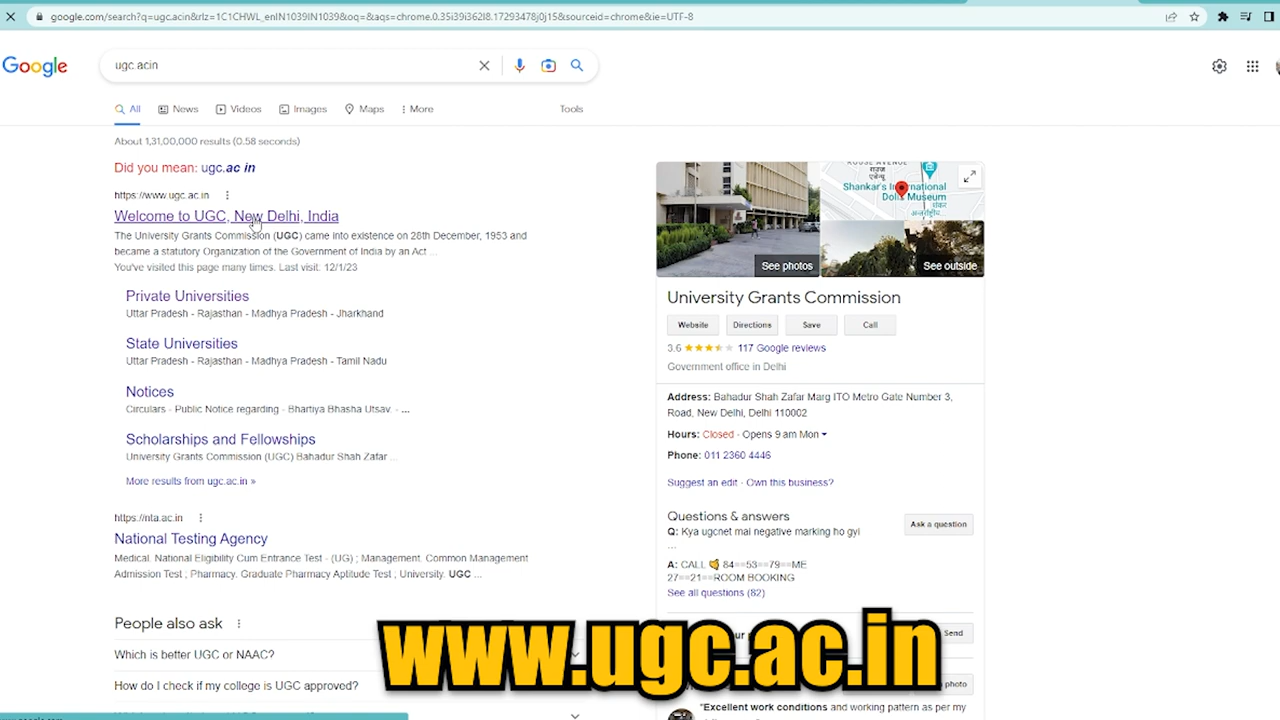 google.com/search?q=ugc.acin&rlz=1C1CHWL_enIN1039IN1039&oq=&aqs=chrome.0.35i39i362l8.17293478j0j15&sourceid=chrome&ie=UTF-8
Google
ugc.acin
All News Videos Images Maps More Tools
About 1,31,00,000 results (0.58 seconds)
Did you mean: ugc.ac in
https://www.ugc.ac.in
Welcome to UGC, New Delhi, India
The University Grants Commission (UGC) came into existence on 28th December, 1953 and
became a statutory Organization of the Government of India by an Act ...
You've visited this page many times. Last visit: 12/1/23
Private Universities
Uttar Pradesh - Rajasthan - Madhya Pradesh - Jharkhand
State Universities
Uttar Pradesh - Rajasthan - Madhya Pradesh - Tamil Nadu
Notices
Circulars - Public Notice regarding - Bhartiya Bhasha Utsav. - ...
Scholarships and Fellowships
University Grants Commission (UGC) Bahadur Shah Zafar ...
More results from ugc.ac.in »
https://nta.ac.in
National Testing Agency
Medical. National Eligibility Cum Entrance Test - (UG) ; Management. Common Management
Admission Test ; Pharmacy. Graduate Pharmacy Aptitude Test ; University. UGC ...
People also ask
Which is better UGC or NAAC?
How do I check if my college is UGC approved?
Shankar's International
Dolls Museum
See photos
See outside
University Grants Commission
Website Directions Save Call
3.6 117 Google reviews
Government office in Delhi
Address: Bahadur Shah Zafar Marg ITO Metro Gate Number 3,
Road, New Delhi, Delhi 110002
Hours: Closed · Opens 9 am Mon
Phone: 011 2360 4446
Suggest an edit · Own this business?
Questions & answers
Ask a question
Q: Kya ugcnet mai negative marking ho gyi
...
A: CALL 84==53==79==ME
27==21==ROOM BOOKING
See all questions (82)
Send
"Excellent work conditions and working pattern as per my
www.ugc.ac.in